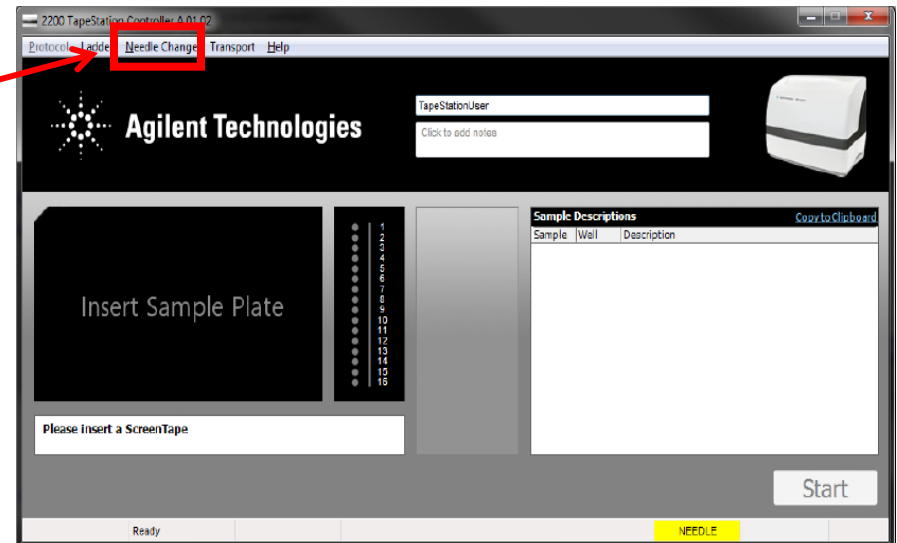 2200 TapeStation Controller A.01.02
Protocol Ladder Needle Change Transport Help
Agilent Technologies
TapeStationUser
Click to add notes
Insert Sample Plate
1
2
3
4
5
6
7
8
9
10
11
12
13
14
15
16
Please insert a ScreenTape
Sample Descriptions Copy to Clipboard
Sample Well Description
Start
Ready NEEDLE